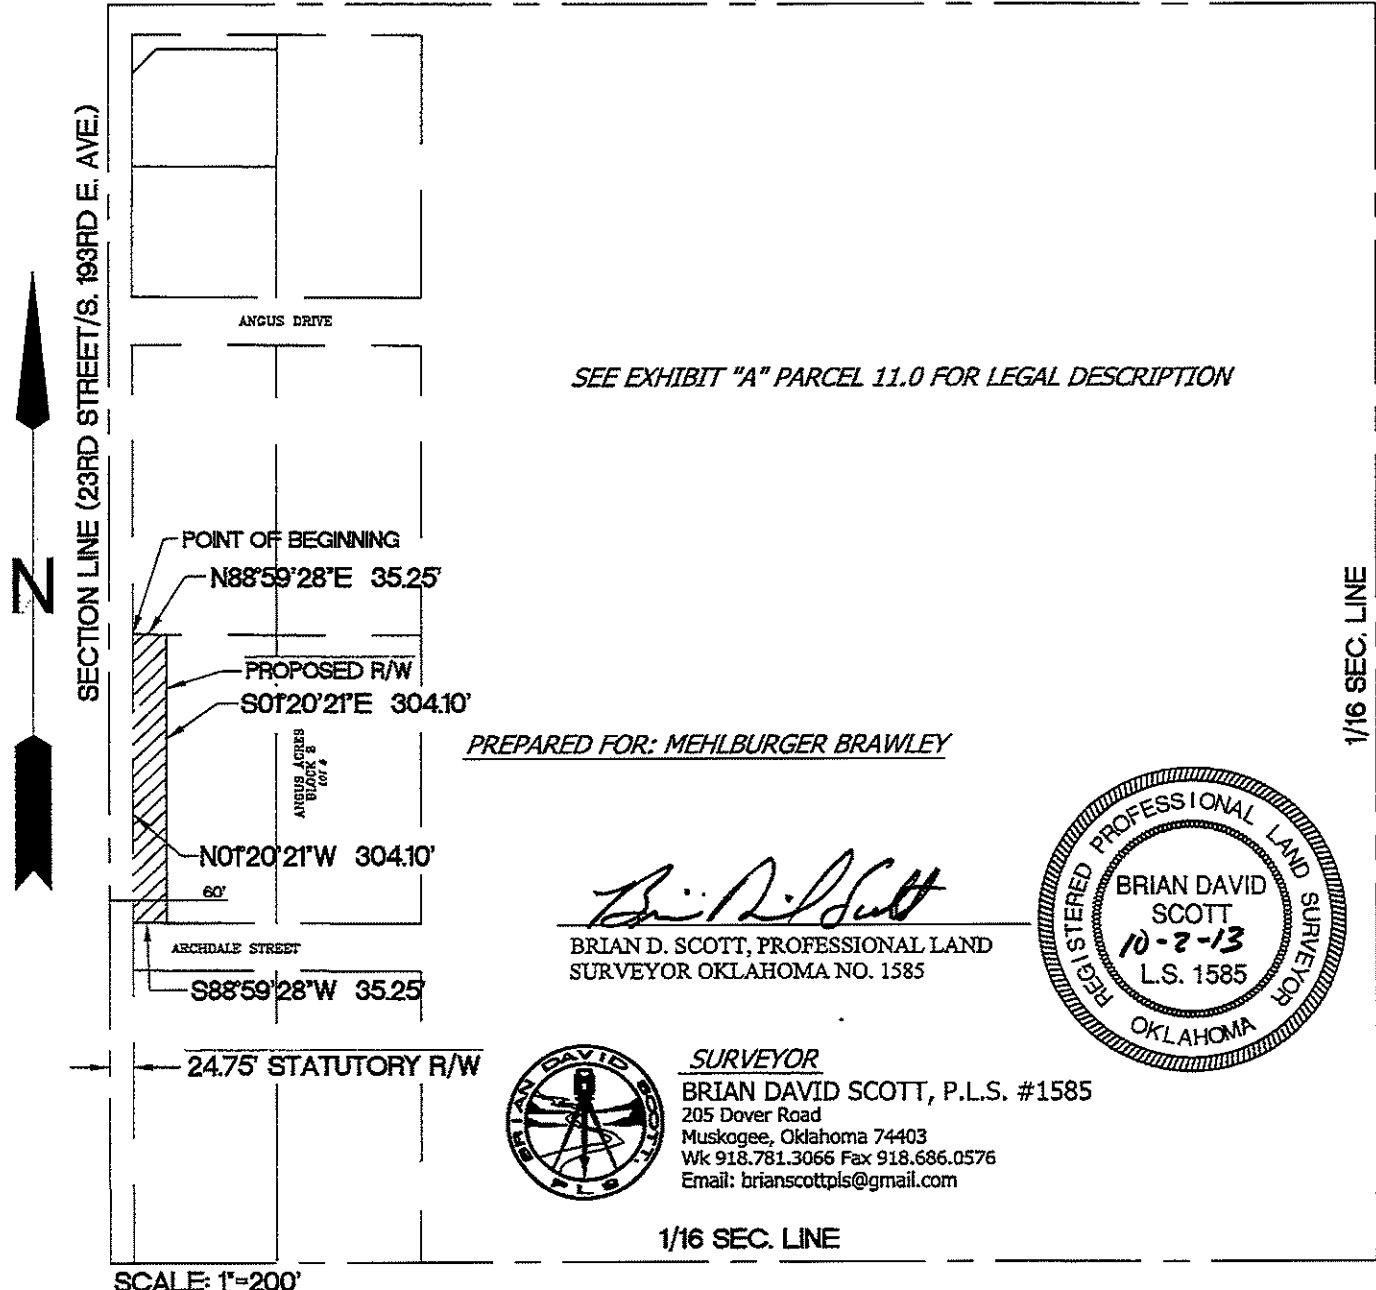 SECTION LINE (23RD STREET/S. 193RD E. AVE.)
ANGUS DRIVE
SEE EXHIBIT "A" PARCEL 11.0 FOR LEGAL DESCRIPTION
POINT OF BEGINNING
N88°59'28"E 35.25'
N
PROPOSED R/W
S01°20'21"E 304.10'
1/16 SEC. LINE
ANGUS ACRES
BLOCK 8
LOT 4
PREPARED FOR: MEHLBURGER BRAWLEY
N01°20'21"W 304.10'
60'
ARCHDALE STREET
S88°59'28"W 35.25'
24.75' STATUTORY R/W
BRIAN D. SCOTT, PROFESSIONAL LAND
SURVEYOR OKLAHOMA NO. 1585
REGISTERED PROFESSIONAL LAND SURVEYOR
BRIAN DAVID
SCOTT
10-2-13
L.S. 1585
OKLAHOMA
BRIAN DAVID SCOTT,
PLS
SURVEYOR
BRIAN DAVID SCOTT, P.L.S. #1585
205 Dover Road
Muskogee, Oklahoma 74403
Wk 918.781.3066 Fax 918.686.0576
Email: brianscottpls@gmail.com
1/16 SEC. LINE
SCALE: 1"=200'